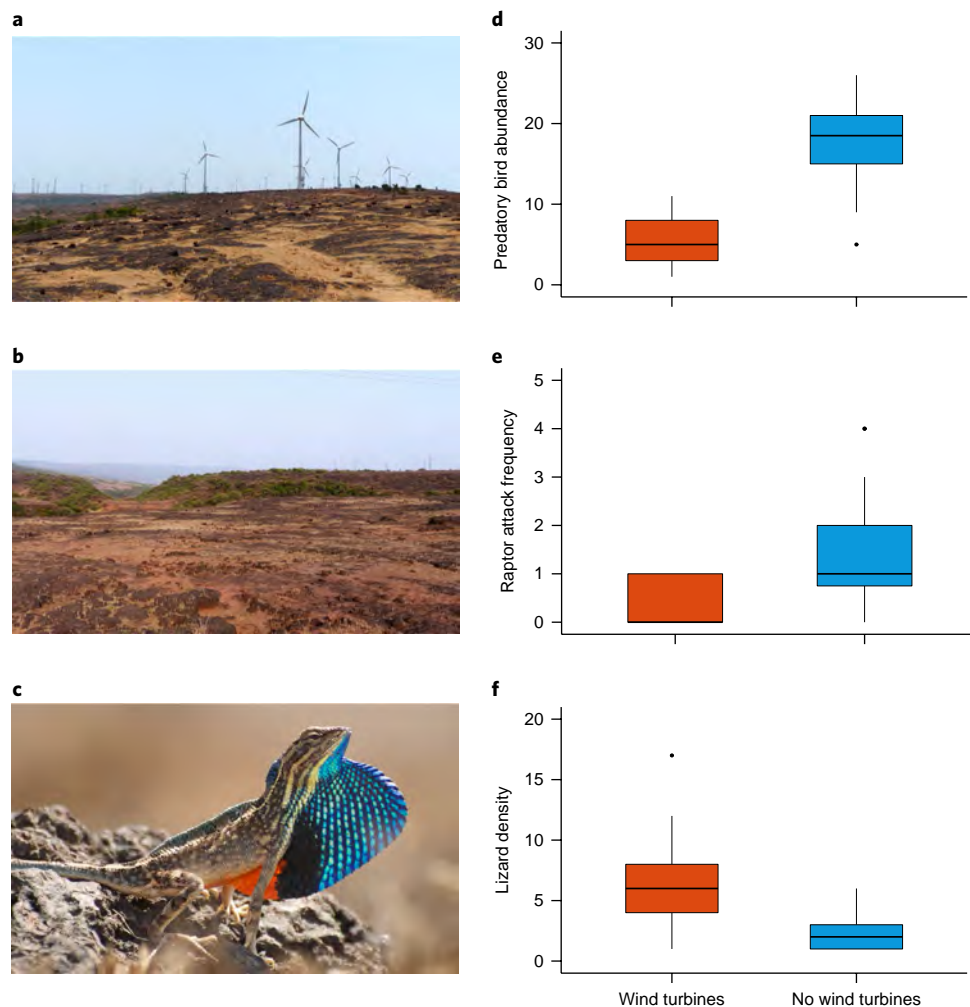 a
b
c
d
Predatory bird abundance
30
20
10
0
e
Raptor attack frequency
5
4
3
2
1
0
f
Lizard density
20
15
10
5
0
Wind turbines
No wind turbines